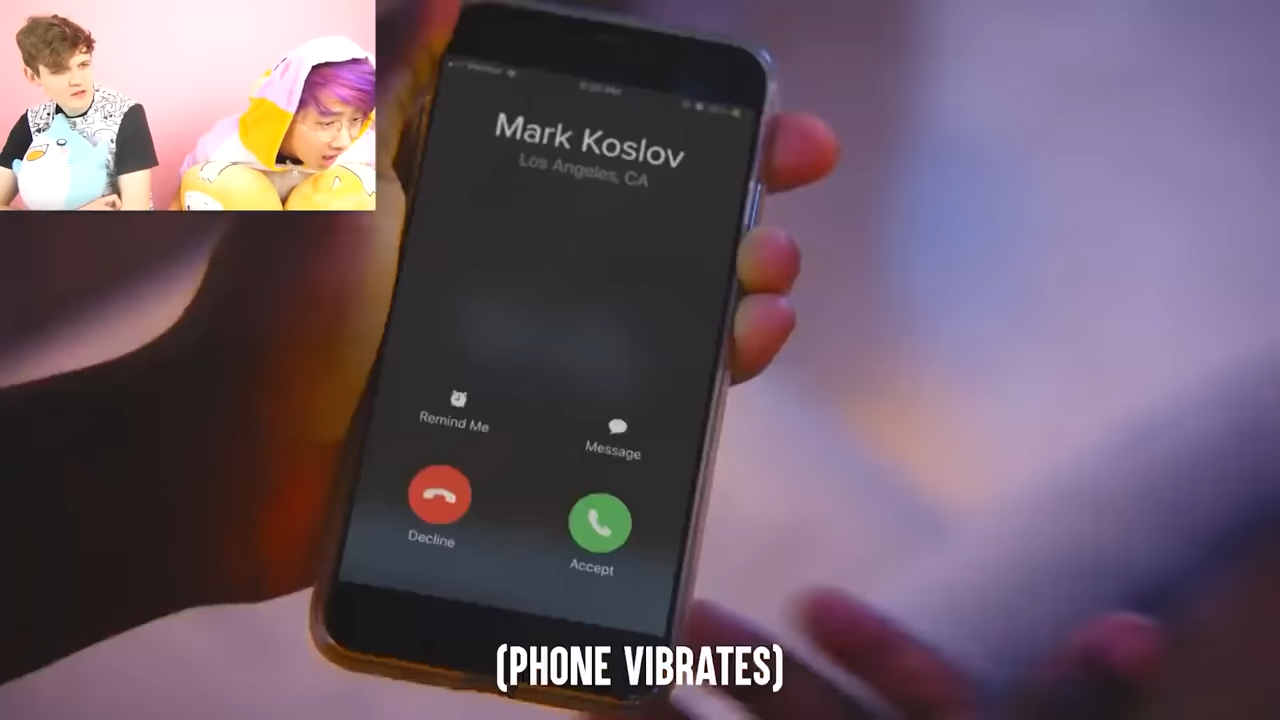 Mark Koslov
Los Angeles, CA
Remind Me
Message
Decline
Accept
(PHONE VIBRATES)